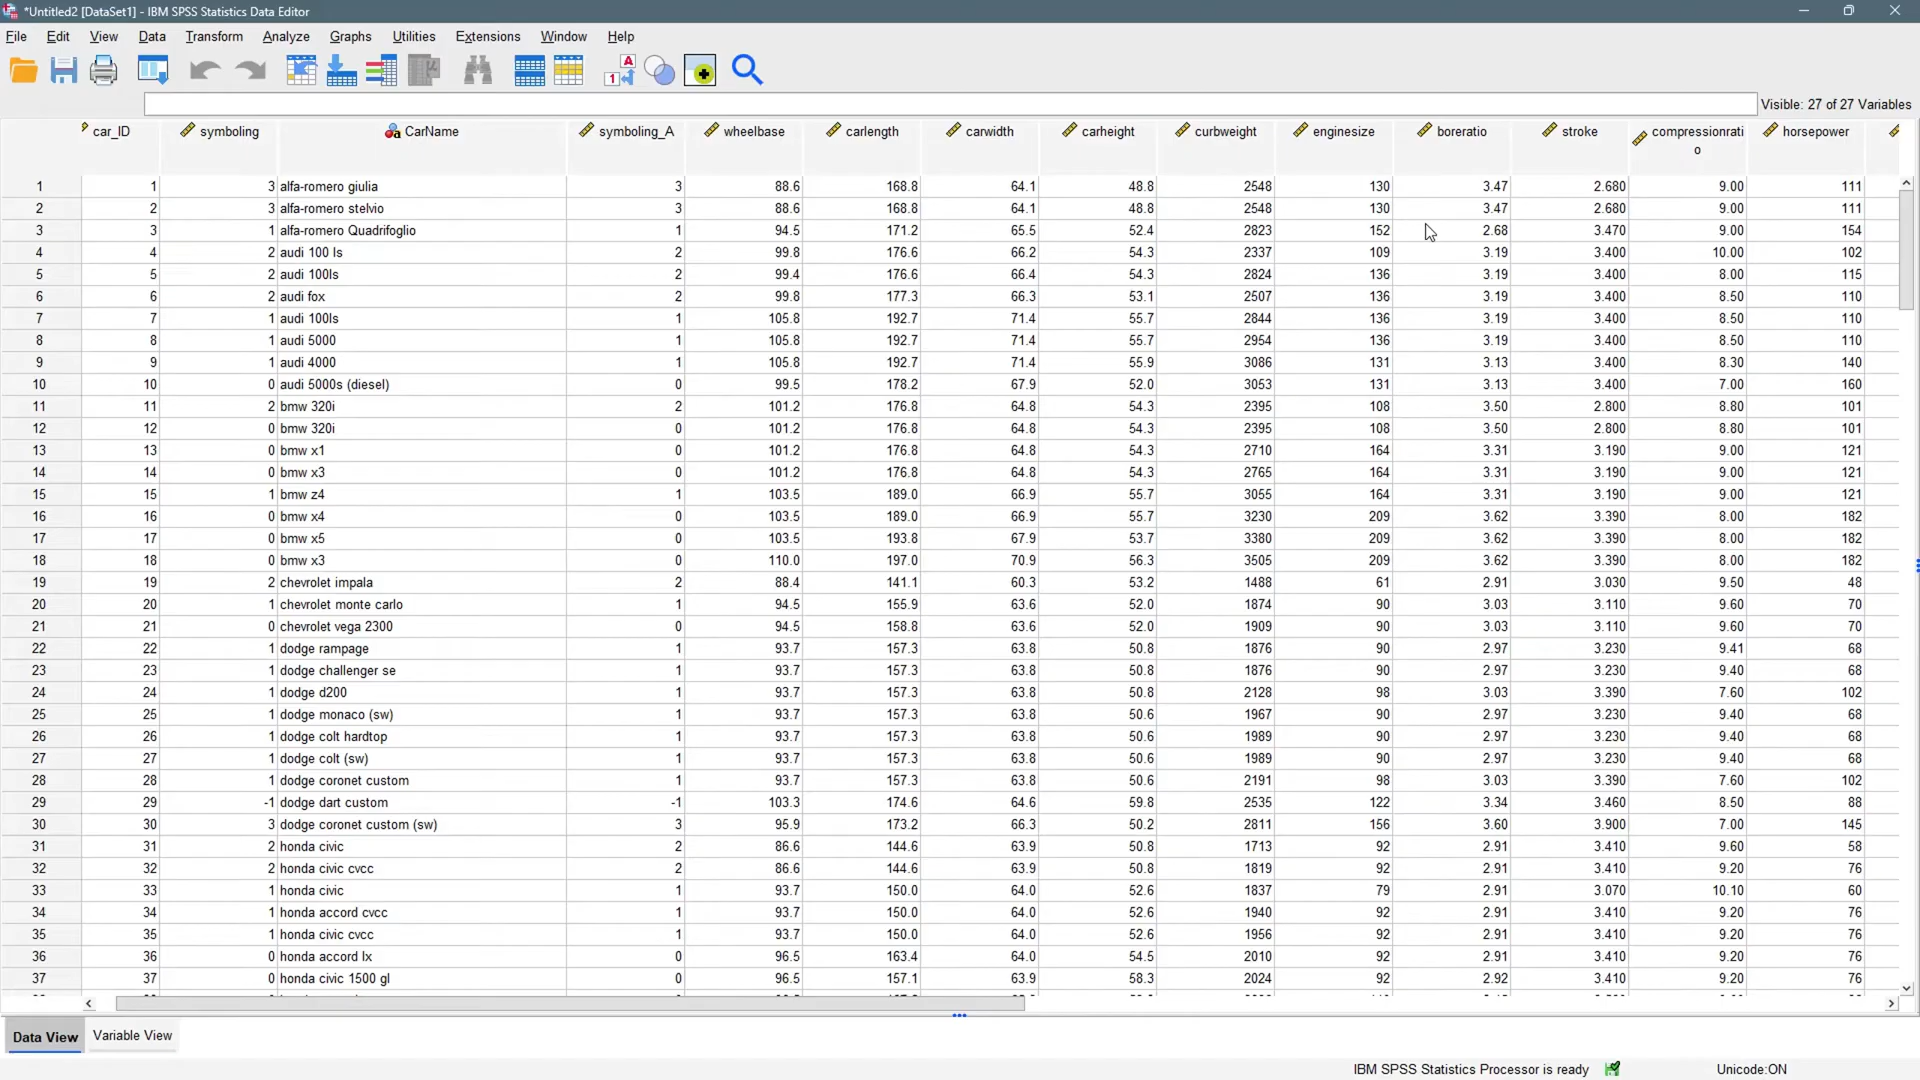 *Untitled2 [DataSet1] - IBM SPSS Statistics Data Editor
File Edit View Data Transform Analyze Graphs Utilities Extensions Window Help
Visible: 27 of 27 Variables
car_ID symboling CarName symboling_A wheelbase carlength carwidth carheight curbweight enginesize boreratio stroke compressionrati horsepower
o
1 1 3 alfa-romero giulia 3 88.6 168.8 64.1 48.8 2548 130 3.47 2.680 9.00 111
2 2 3 alfa-romero stelvio 3 88.6 168.8 64.1 48.8 2548 130 3.47 2.680 9.00 111
3 3 1 alfa-romero Quadrifoglio 1 94.5 171.2 65.5 52.4 2823 152 2.68 3.470 9.00 154
4 4 2 audi 100 ls 2 99.8 176.6 66.2 54.3 2337 109 3.19 3.400 10.00 102
5 5 2 audi 100ls 2 99.4 176.6 66.4 54.3 2824 136 3.19 3.400 8.00 115
6 6 2 audi fox 2 99.8 177.3 66.3 53.1 2507 136 3.19 3.400 8.50 110
7 7 1 audi 100ls 1 105.8 192.7 71.4 55.7 2844 136 3.19 3.400 8.50 110
8 8 1 audi 5000 1 105.8 192.7 71.4 55.7 2954 136 3.19 3.400 8.50 110
9 9 1 audi 4000 1 105.8 192.7 71.4 55.9 3086 131 3.13 3.400 8.30 140
10 10 0 audi 5000s (diesel) 0 99.5 178.2 67.9 52.0 3053 131 3.13 3.400 7.00 160
11 11 2 bmw 320i 2 101.2 176.8 64.8 54.3 2395 108 3.50 2.800 8.80 101
12 12 0 bmw 320i 0 101.2 176.8 64.8 54.3 2395 108 3.50 2.800 8.80 101
13 13 0 bmw x1 0 101.2 176.8 64.8 54.3 2710 164 3.31 3.190 9.00 121
14 14 0 bmw x3 0 101.2 176.8 64.8 54.3 2765 164 3.31 3.190 9.00 121
15 15 1 bmw z4 1 103.5 189.0 66.9 55.7 3055 164 3.31 3.190 9.00 121
16 16 0 bmw x4 0 103.5 189.0 66.9 55.7 3230 209 3.62 3.390 8.00 182
17 17 0 bmw x5 0 103.5 193.8 67.9 53.7 3380 209 3.62 3.390 8.00 182
18 18 0 bmw x3 0 110.0 197.0 70.9 56.3 3505 209 3.62 3.390 8.00 182
19 19 2 chevrolet impala 2 88.4 141.1 60.3 53.2 1488 61 2.91 3.030 9.50 48
20 20 1 chevrolet monte carlo 1 94.5 155.9 63.6 52.0 1874 90 3.03 3.110 9.60 70
21 21 0 chevrolet vega 2300 0 94.5 158.8 63.6 52.0 1909 90 3.03 3.110 9.60 70
22 22 1 dodge rampage 1 93.7 157.3 63.8 50.8 1876 90 2.97 3.230 9.41 68
23 23 1 dodge challenger se 1 93.7 157.3 63.8 50.8 1876 90 2.97 3.230 9.40 68
24 24 1 dodge d200 1 93.7 157.3 63.8 50.8 2128 98 3.03 3.390 7.60 102
25 25 1 dodge monaco (sw) 1 93.7 157.3 63.8 50.6 1967 90 2.97 3.230 9.40 68
26 26 1 dodge colt hardtop 1 93.7 157.3 63.8 50.6 1989 90 2.97 3.230 9.40 68
27 27 1 dodge colt (sw) 1 93.7 157.3 63.8 50.6 1989 90 2.97 3.230 9.40 68
28 28 1 dodge coronet custom 1 93.7 157.3 63.8 50.6 2191 98 3.03 3.390 7.60 102
29 29 -1 dodge dart custom -1 103.3 174.6 64.6 59.8 2535 122 3.34 3.460 8.50 88
30 30 3 dodge coronet custom (sw) 3 95.9 173.2 66.3 50.2 2811 156 3.60 3.900 7.00 145
31 31 2 honda civic 2 86.6 144.6 63.9 50.8 1713 92 2.91 3.410 9.60 58
32 32 2 honda civic cvcc 2 86.6 144.6 63.9 50.8 1819 92 2.91 3.410 9.20 76
33 33 1 honda civic 1 93.7 150.0 64.0 52.6 1837 79 2.91 3.070 10.10 60
34 34 1 honda accord cvcc 1 93.7 150.0 64.0 52.6 1940 92 2.91 3.410 9.20 76
35 35 1 honda civic cvcc 1 93.7 150.0 64.0 52.6 1956 92 2.91 3.410 9.20 76
36 36 0 honda accord lx 0 96.5 163.4 64.0 54.5 2010 92 2.91 3.410 9.20 76
37 37 0 honda civic 1500 gl 0 96.5 157.1 63.9 58.3 2024 92 2.92 3.410 9.20 76
Data View Variable View
IBM SPSS Statistics Processor is ready Unicode:ON